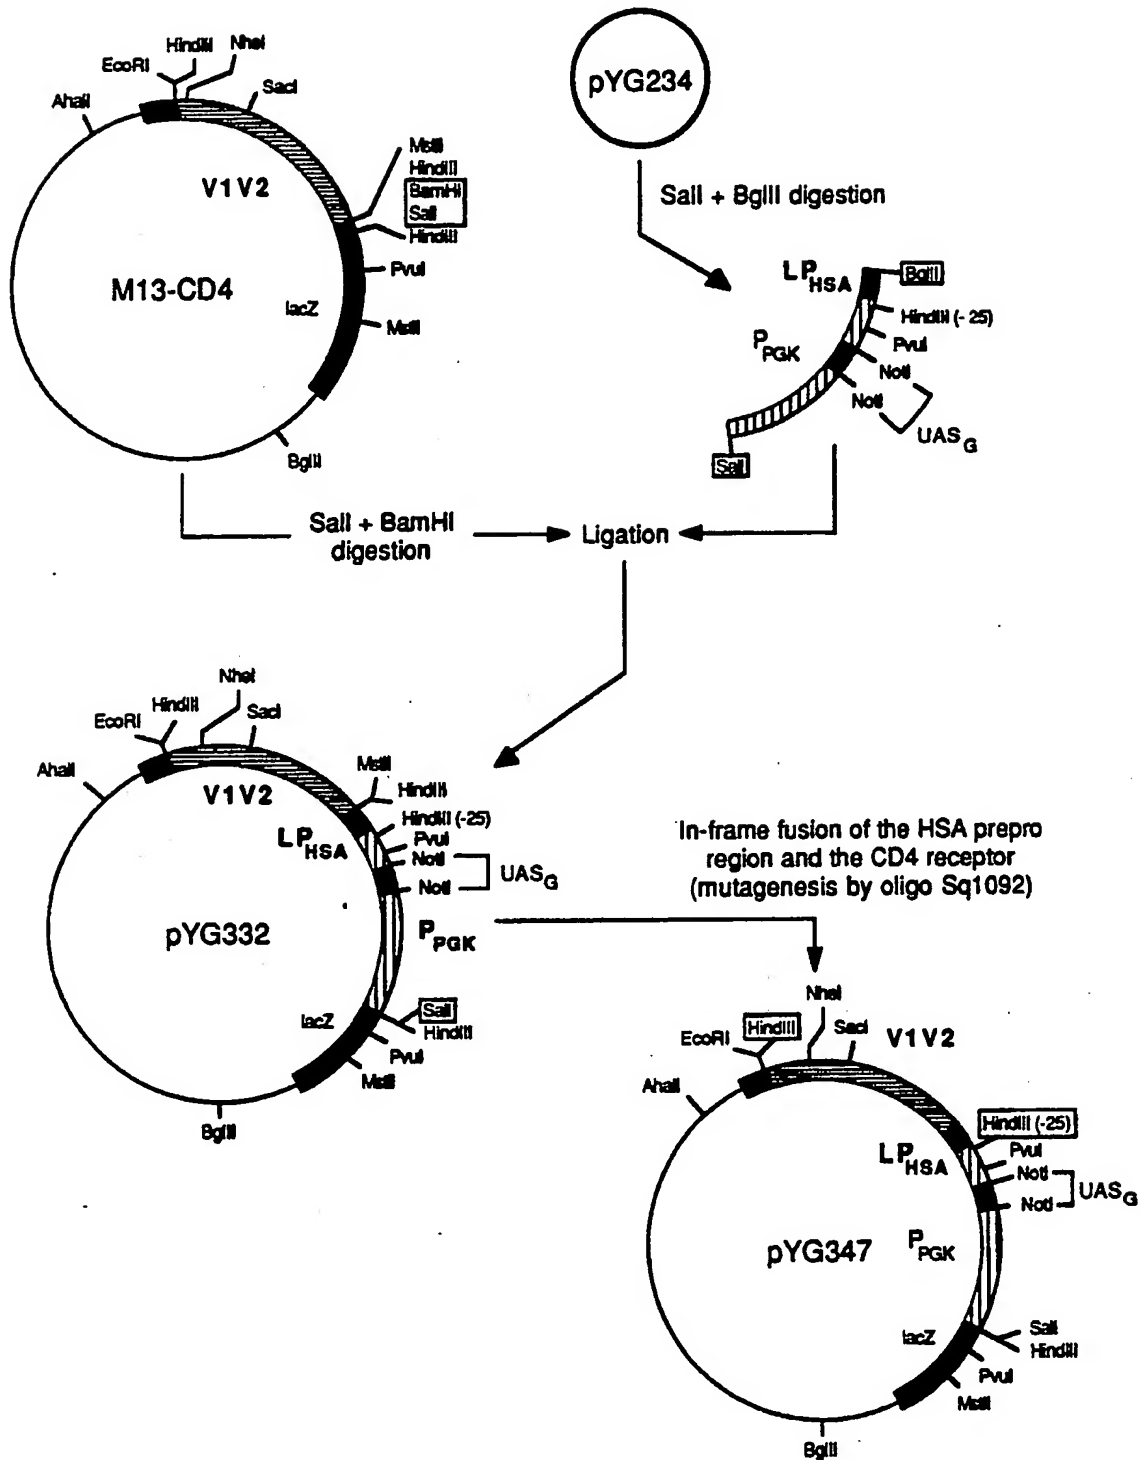 EcoRI
HindIII
NheI
SacI
AhaII
MstII
HindIII
BamHI
SalI
HindIII
PvuI
MstII
V1V2
M13-CD4
lacZ
BglII
pYG234
SalI + BglII digestion
LP HSA
BglII
HindIII (-25)
PvuI
NotI
NotI
UAS G
P PGK
SalI
SalI + BamHI
digestion
Ligation
NheI
HindIII
SacI
EcoRI
AhaII
MstII
HindIII
V1V2
HindIII (-25)
LP HSA
PvuI
NotI
NotI
UAS G
pYG332
P PGK
lacZ
SalI
HindIII
PvuI
MstII
BglII
In-frame fusion of the HSA prepro
region and the CD4 receptor
(mutagenesis by oligo Sq1092)
NheI
HindIII
SacI
EcoRI
V1V2
AhaII
HindIII (-25)
LP HSA
PvuI
NotI
NotI
UAS G
pYG347
P PGK
lacZ
SalI
HindIII
PvuI
MstII
BglII